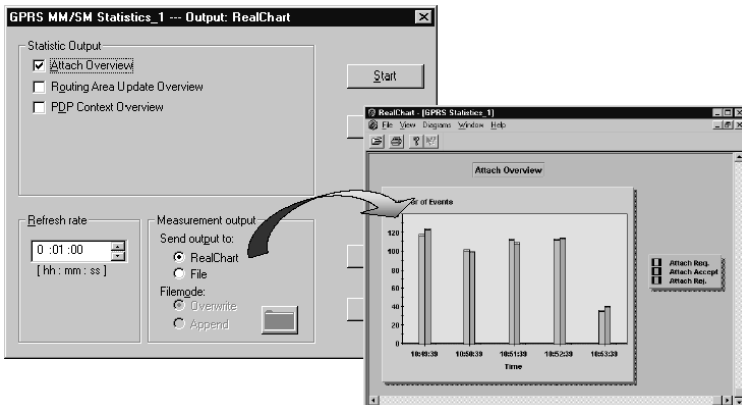 GPRS MM/SM Statistics_1 --- Output: RealChart
Statistic Output
Attach Overview
Routing Area Update Overview
PDP Context Overview
Start
Refresh rate
0 :01 :00
[ hh : mm : ss ]
Measurement output
Send output to:
RealChart
File
Filemode:
Overwrite
Append
RealChart - [GPRS Statistics_1]
File View Diagrams Window Help
Attach Overview
of Events
120
100
80
60
40
20
0
10:49:39 10:50:39 10:51:39 10:52:39 10:53:39
Time
Attach Req.
Attach Accept
Attach Rej.